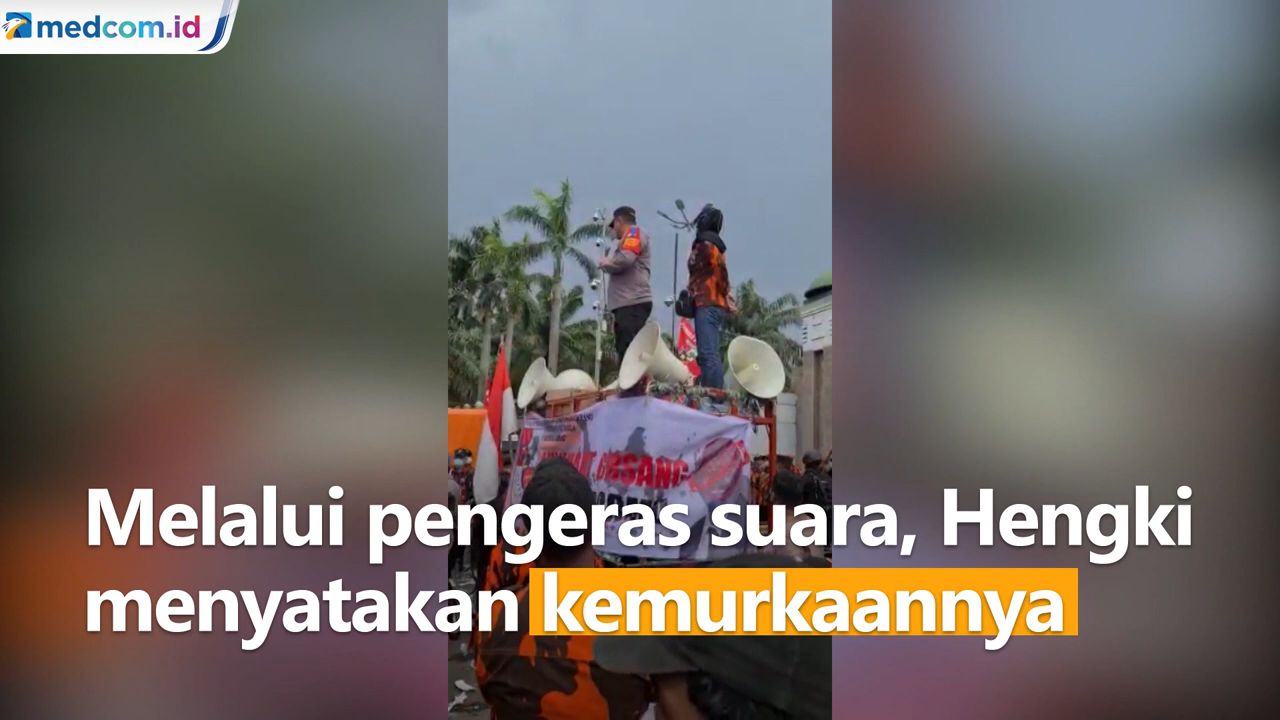 medcom.id
Melalui pengeras suara, Hengki
menyatakan kemurkaannya